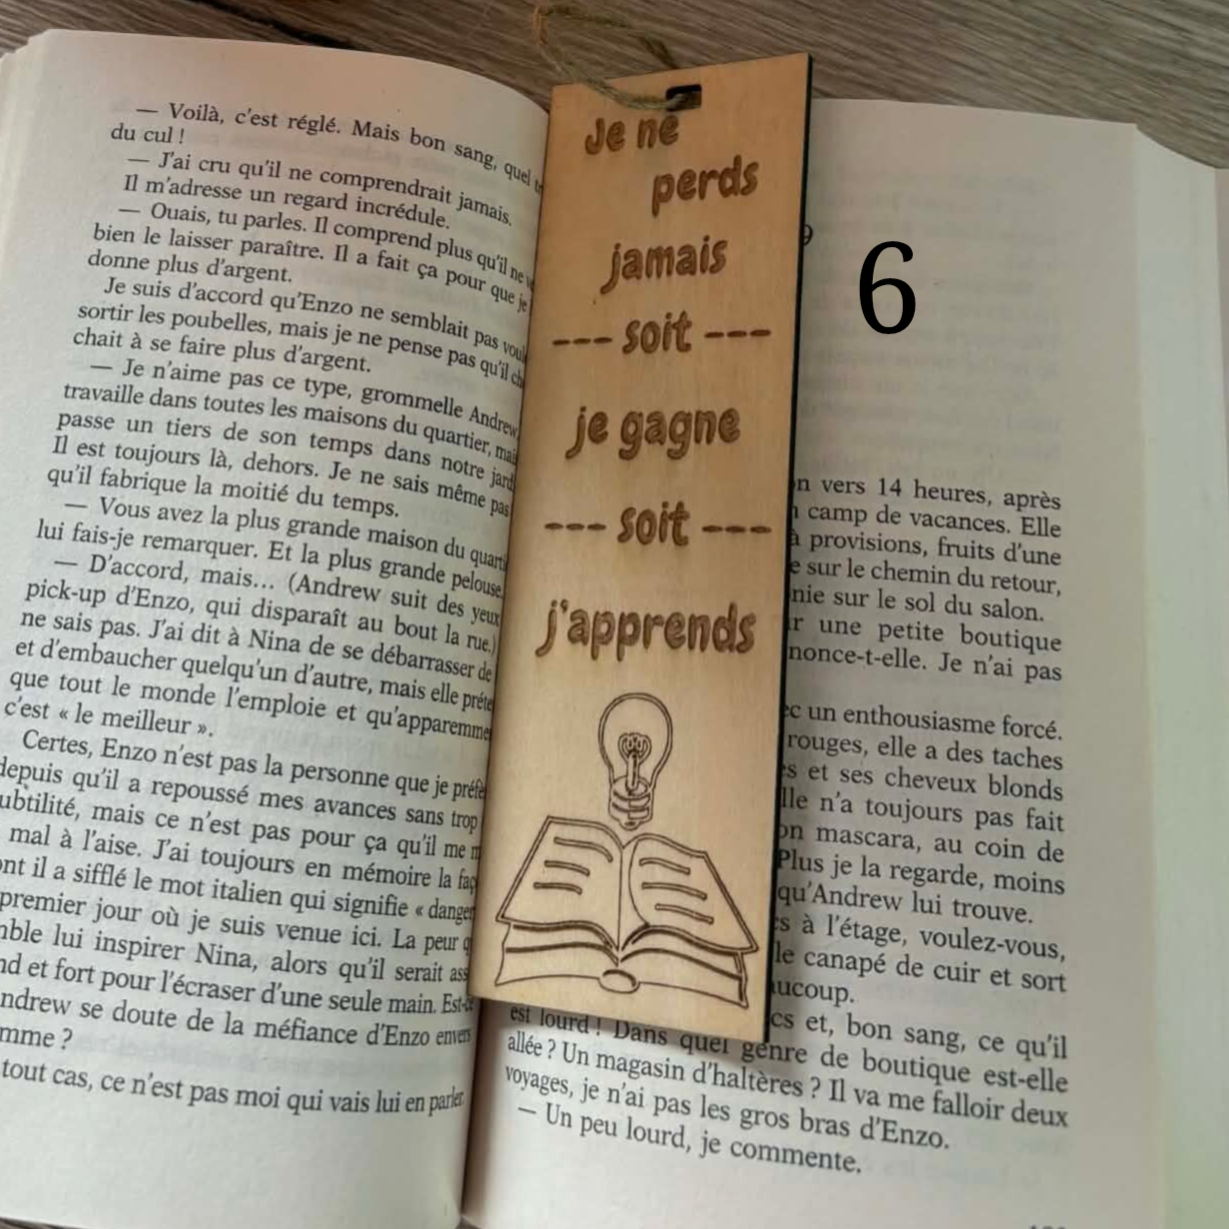 — Voilà, c'est réglé. Mais bon sang, quel
du cul !
— J'ai cru qu'il ne comprendrait jamais.
Il m'adresse un regard incrédule.
— Ouais, tu parles. Il comprend plus qu'il ne
bien le laisser paraître. Il a fait ça pour que je
donne plus d'argent.
Je suis d'accord qu'Enzo ne semblait pas
sortir les poubelles, mais je ne pense pas qu'il
chait à se faire plus d'argent.
— Je n'aime pas ce type, grommelle Andrew
travaille dans toutes les maisons du quartier,
passe un tiers de son temps dans notre
Il est toujours là, dehors. Je ne sais même pas
qu'il fabrique la moitié du temps.
— Vous avez la plus grande maison du
lui fais-je remarquer. Et la plus grande pelouse.
— D'accord, mais… (Andrew suit des yeux
pick-up d'Enzo, qui disparaît au bout la rue.)
ne sais pas. J'ai dit à Nina de se débarrasser de
et d'embaucher quelqu'un d'autre, mais elle
que tout le monde l'emploie et
c'est « le meilleur ».
Certes, Enzo n'est pas la personne que je
depuis qu'il a repoussé mes avances sans trop
mais ce n'est pas pour ça qu'il me
mal à l'aise. J'ai toujours en mémoire la
il a sifflé le mot italien qui signifie «
premier jour où je suis venue ici. La peur
lui inspirer Nina, alors qu'il serait
et fort pour l'écraser d'une seule main.
se doute de la méfiance d'Enzo envers
?
tout cas, ce n'est pas moi qui vais lui en parler.
Je ne
perds
jamais
--- soit ---
je gagne
--- soit ---
j'apprends
9
6
vers 14 heures, après
camp de vacances. Elle
à provisions, fruits d'une
sur le chemin du retour,
sur le sol du salon.
une petite boutique
Je n'ai pas
un enthousiasme forcé.
rouges, elle a des taches
et ses cheveux blonds
n'a toujours pas fait
mascara, au coin de
Plus je la regarde, moins
qu'Andrew lui trouve.
à l'étage, voulez-vous,
le canapé de cuir et sort
et, bon sang, ce qu'il
est lourd ! Dans quel genre de boutique est-elle
allée ? Un magasin d'haltères ? Il va me falloir deux
voyages, je n'ai pas les gros bras d'Enzo.
— Un peu lourd, je commente.